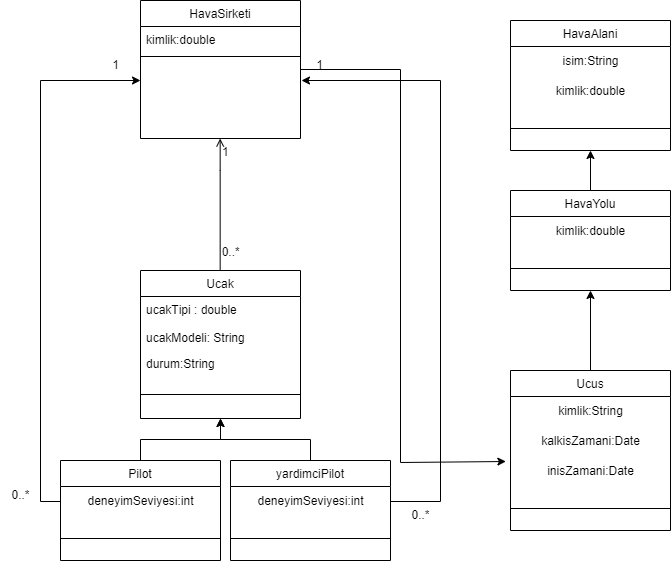 HavaSirketi
kimlik:double
1
1
1
0..*
Ucak
ucakTipi : double
ucakModeli: String
durum:String
Pilot
deneyimSeviyesi:int
0..*
yardimciPilot
deneyimSeviyesi:int
0..*
HavaAlani
isim:String
kimlik:double
HavaYolu
kimlik:double
Ucus
kimlik:String
kalkisZamani:Date
inisZamani:Date